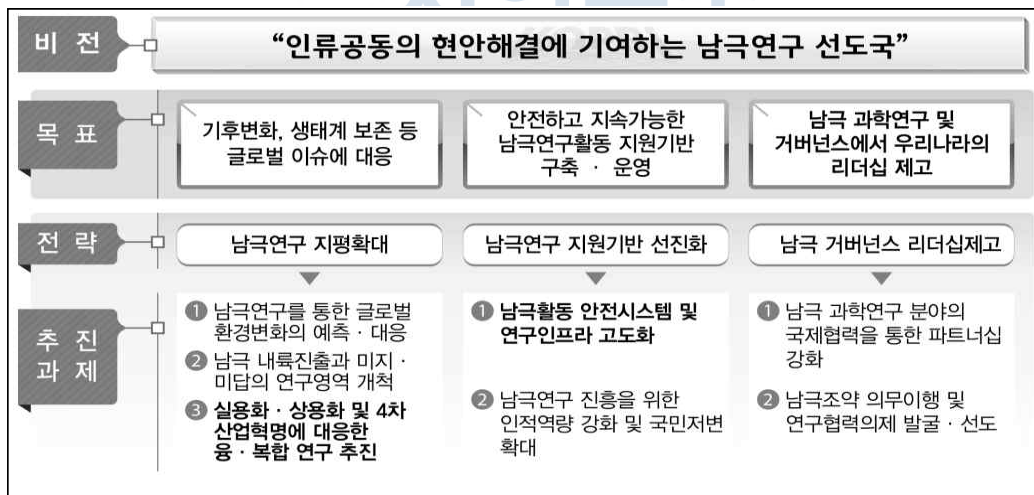 비 전
“인류공동의 현안해결에 기여하는 남극연구 선도국”
목 표
기후변화, 생태계 보존 등
글로벌 이슈에 대응
안전하고 지속가능한
남극연구활동 지원기반
구축 · 운영
남극 과학연구 및
거버넌스에서 우리나라의
리더십 제고
전 략
남극연구 지평확대
남극연구 지원기반 선진화
남극 거버넌스 리더십제고
추 진
과 제
1 남극연구를 통한 글로벌
환경변화의 예측 · 대응
2 남극 내륙진출과 미지 ·
미답의 연구영역 개척
3 실용화 · 상용화 및 4차
산업혁명에 대응한
융 · 복합 연구 추진
1 남극활동 안전시스템 및
연구인프라 고도화
2 남극연구 진흥을 위한
인적역량 강화 및 국민저변
확대
1 남극 과학연구 분야의
국제협력을 통한 파트너십
강화
2 남극조약 의무이행 및
연구협력의제 발굴 · 선도